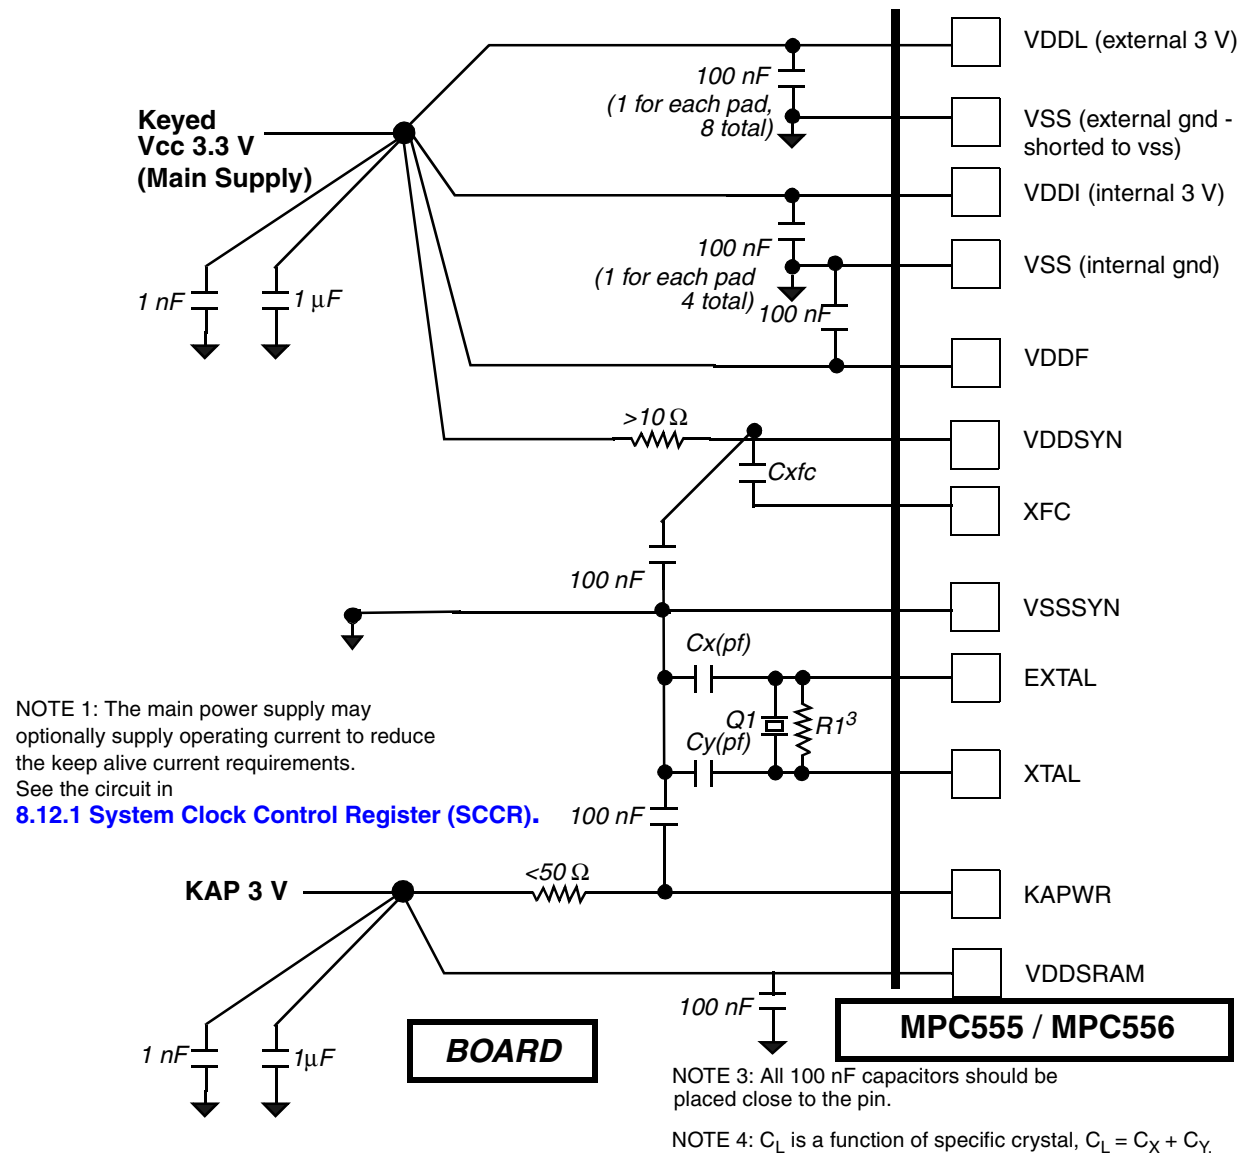 VDDL (external 3 V)
100 nF
(1 for each pad,
8 total)
Keyed
Vcc 3.3 V
(Main Supply)
VSS (external gnd -
shorted to vss)
VDDI (internal 3 V)
100 nF
(1 for each pad
4 total)
VSS (internal gnd)
1 nF
1 µF
100 nF
VDDF
>10 Ω
VDDSYN
Cxfc
XFC
100 nF
VSSSYN
Cx(pf)
EXTAL
Q1
R1³
Cy(pf)
XTAL
NOTE 1: The main power supply may
optionally supply operating current to reduce
the keep alive current requirements.
See the circuit in
8.12.1 System Clock Control Register (SCCR).
100 nF
<50 Ω
KAP 3 V
KAPWR
VDDSRAM
100 nF
1 nF
1µF
BOARD
MPC555 / MPC556
NOTE 3: All 100 nF capacitors should be
placed close to the pin.
NOTE 4: CL is a function of specific crystal, CL = CX + CY.